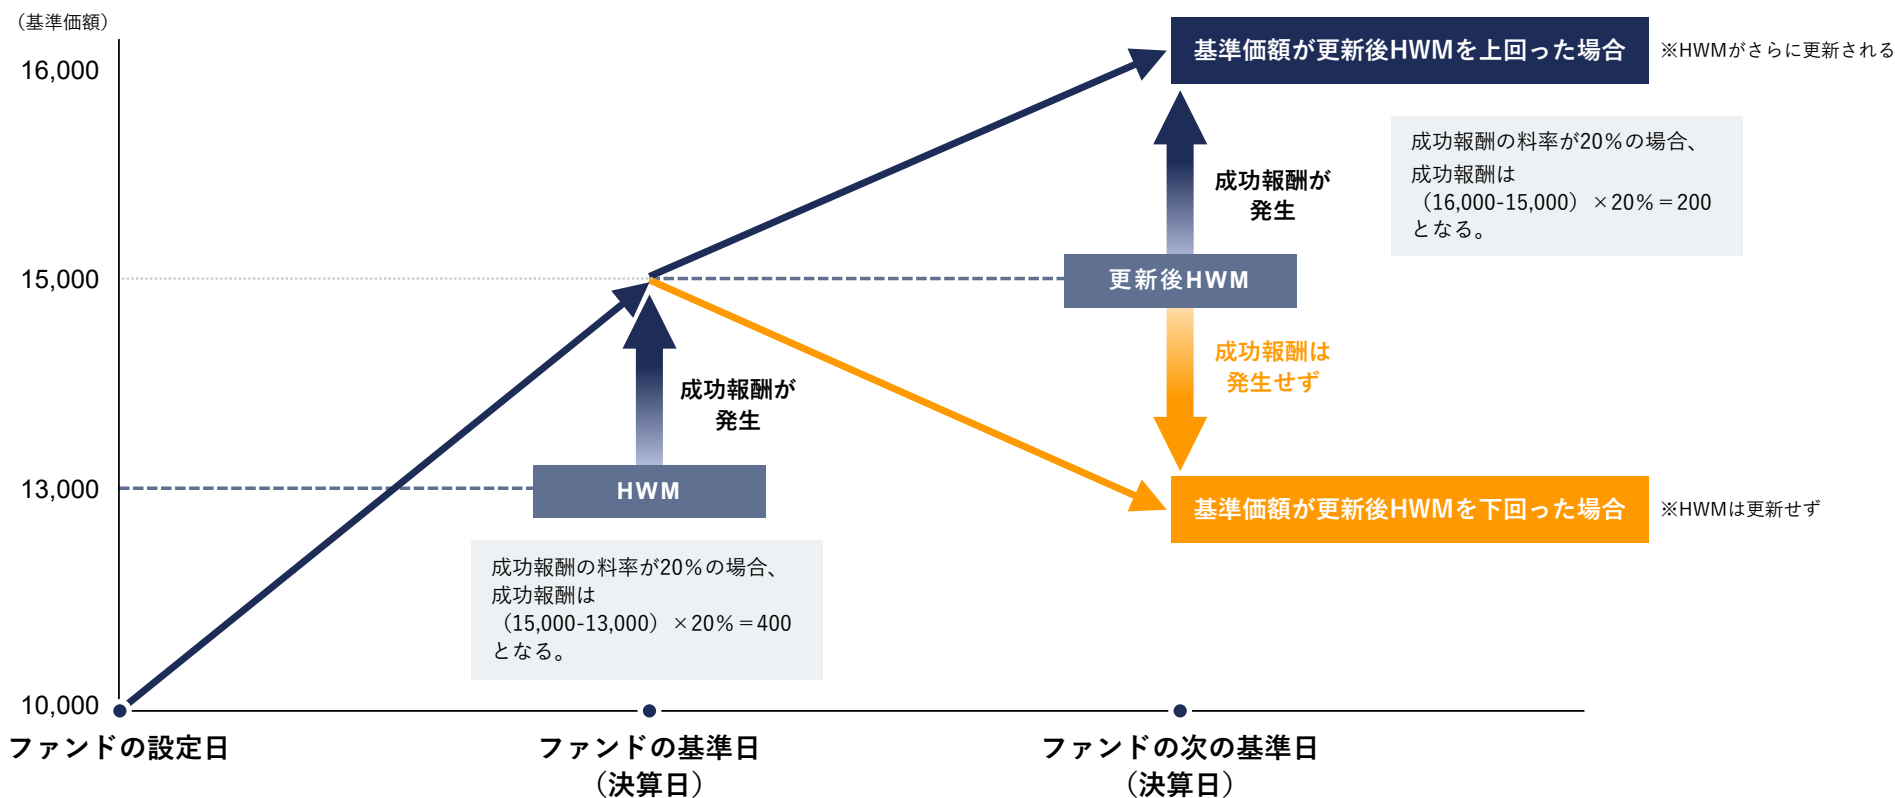 （基準価額）
16,000
15,000
13,000
10,000
基準価額が更新後HWMを上回った場合
※HWMがさらに更新される
成功報酬の料率が20％の場合、
成功報酬は
（16,000-15,000）×20％＝200
となる。
成功報酬が
発生
更新後HWM
成功報酬は
発生せず
成功報酬が
発生
HWM
基準価額が更新後HWMを下回った場合
※HWMは更新せず
成功報酬の料率が20％の場合、
成功報酬は
（15,000-13,000）×20％＝400
となる。
ファンドの設定日
ファンドの基準日
（決算日）
ファンドの次の基準日
（決算日）